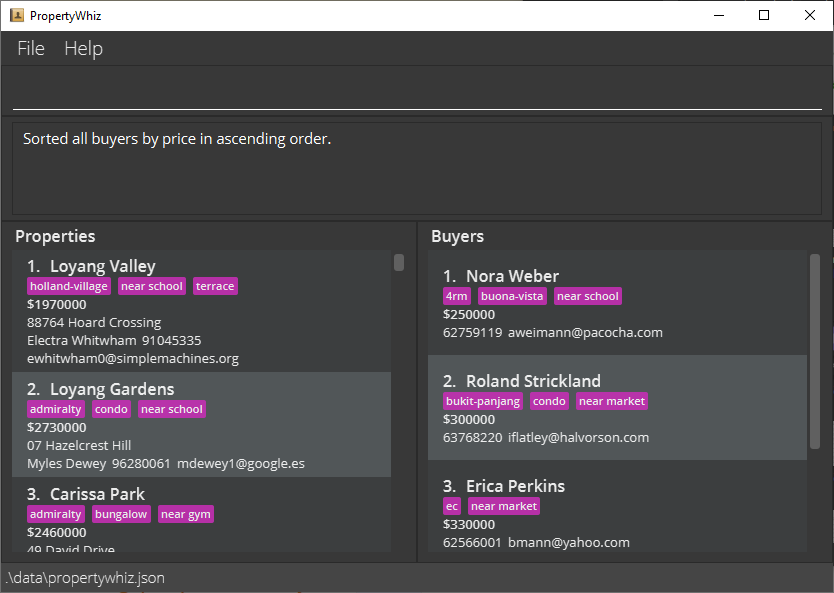 PropertyWhiz
File Help
Sorted all buyers by price in ascending order.
Properties
1. Loyang Valley
holland-village near school terrace
$1970000
88764 Hoard Crossing
Electra Whitwham 91045335
ewhitwham0@simplemachines.org
2. Loyang Gardens
admiralty condo near school
$2730000
07 Hazelcrest Hill
Myles Dewey 96280061 mdewey1@google.es
3. Carissa Park
admiralty bungalow near gym
$2460000
49 David Drive
Buyers
1. Nora Weber
4rm buona-vista near school
$250000
62759119 aweimann@pacocha.com
2. Roland Strickland
bukit-panjang condo near market
$300000
63768220 iflatley@halvorson.com
3. Erica Perkins
ec near market
$330000
62566001 bmann@yahoo.com
.\data\propertywhiz.json